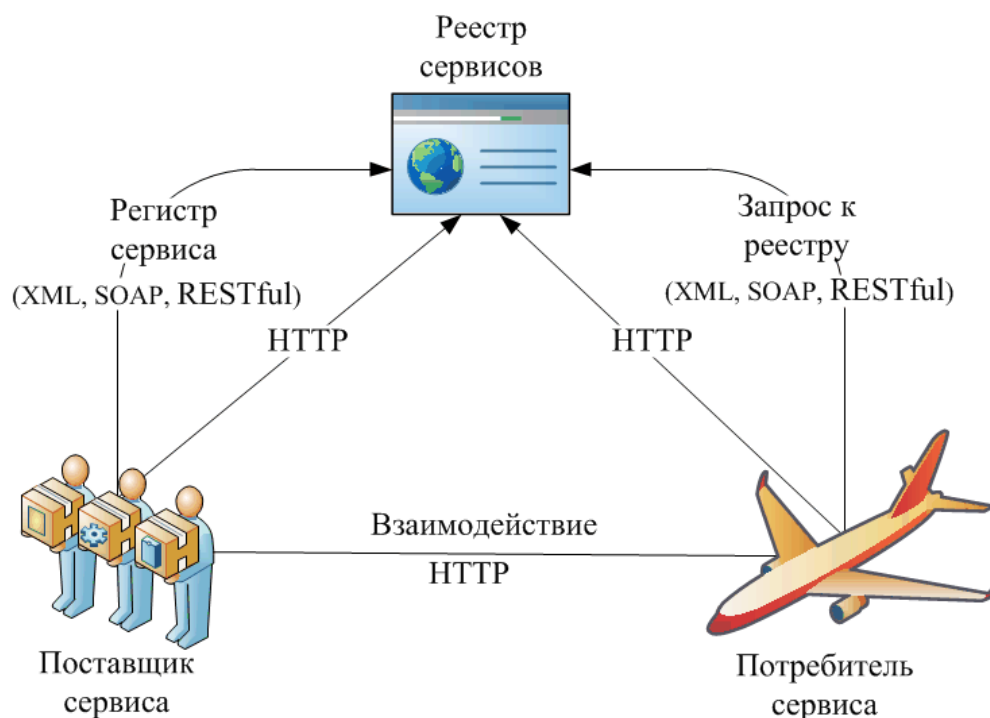 Реестр
сервисов
Регистр
сервиса
(XML, SOAP, RESTful)
Запрос к
реестру
(XML, SOAP, RESTful)
HTTP
HTTP
Взаимодействие
HTTP
Поставщик
сервиса
Потребитель
сервиса